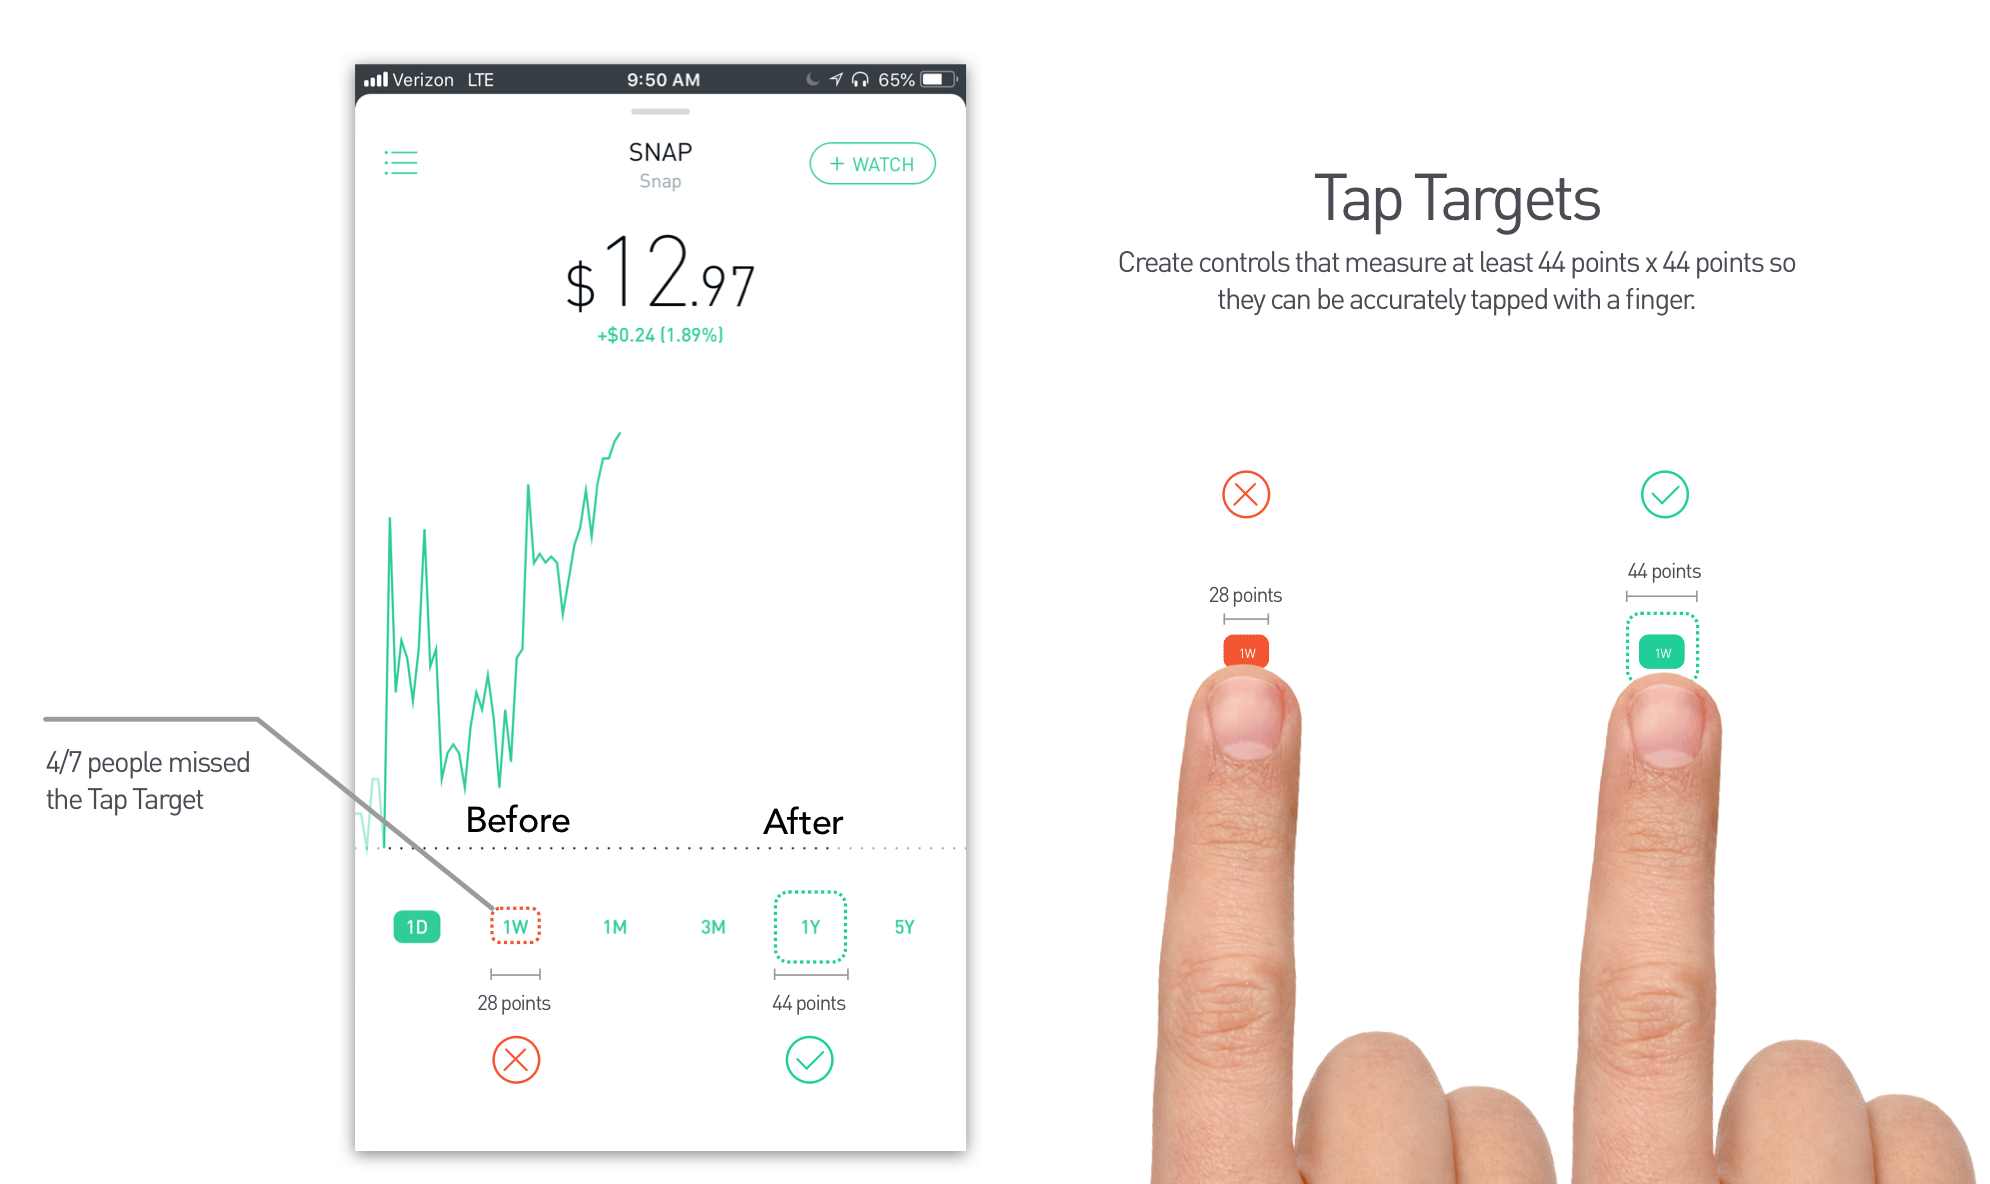 Verizon LTE 9:50 AM 65%
SNAP
Snap
+ WATCH
$12.97
+$0.24 (1.89%)
4/7 people missed
the Tap Target
Before After
1D 1W 1M 3M 1Y 5Y
28 points 44 points
Tap Targets
Create controls that measure at least 44 points x 44 points so
they can be accurately tapped with a finger.
28 points
1W
44 points
1W